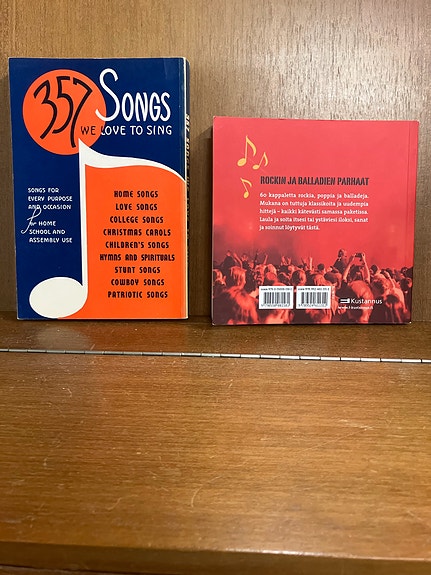 357 SONGS
WE LOVE TO SING
SONGS FOR
EVERY PURPOSE
AND OCCASION
for HOME
SCHOOL AND
ASSEMBLY USE
HOME SONGS
LOVE SONGS
COLLEGE SONGS
CHRISTMAS CAROLS
CHILDREN'S SONGS
HYMNS AND SPIRITUALS
STUNT SONGS
COWBOY SONGS
PATRIOTIC SONGS
ROCKIN JA BALLADIEN PARHAAT
60 kappaletta rockia, poppia ja balladeja.
Mukana on tuttuja klassikoita ja uudempia
hittejä – kaikki kätevästi samassa paketissa.
Laula ja soita itsesi tai ystäviesi iloksi, sanat
ja soinnut löytyvät tästä.
Kustannus